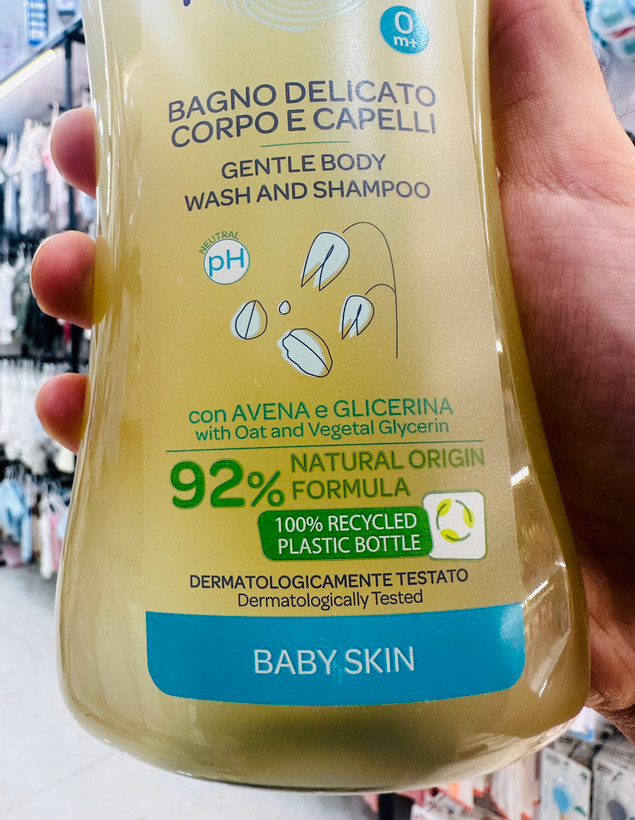 0
m+
BAGNO DELICATO
CORPO E CAPELLI
GENTLE BODY
WASH AND SHAMPOO
NEUTRAL
pH
con AVENA e GLICERINA
with Oat and Vegetal Glycerin
92% NATURAL ORIGIN
FORMULA
100% RECYCLED
PLASTIC BOTTLE
DERMATOLOGICAMENTE TESTATO
Dermatologically Tested
BABY SKIN